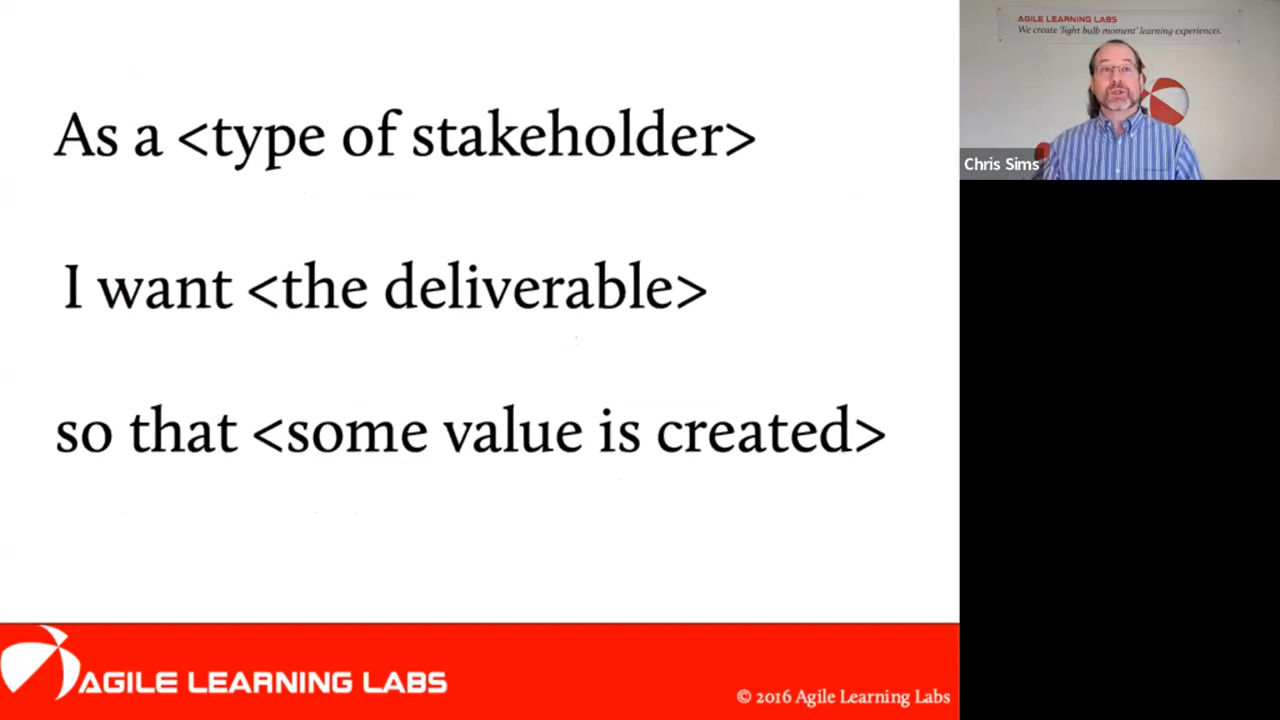 As a <type of stakeholder>
I want <the deliverable>
so that <some value is created>
AGILE LEARNING LABS
© 2016 Agile Learning Labs
AGILE LEARNING LABS
We create 'light bulb moment' learning experiences.
Chris Sims